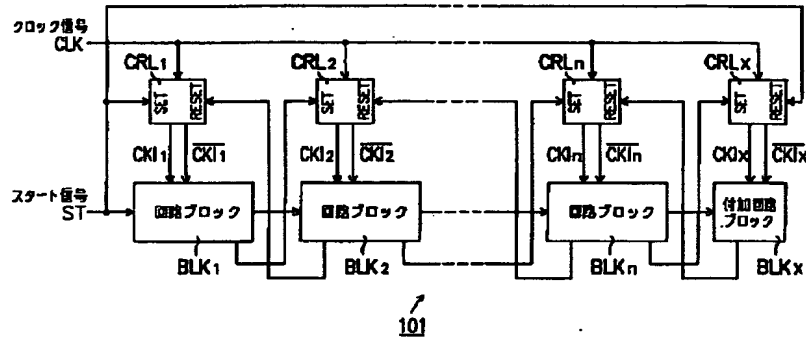 クロック信号
CLK
CRL1 CRL2 CRLn CRLx
SET RESET SET RESET SET RESET SET RESET
CKI1 CKI1 CKI2 CKI2 CKIn CKIn CKIx CKIx
スタート信号
ST
回路ブロック 回路ブロック 回路ブロック 付加回路
ブロック
BLK1 BLK2 BLKn BLKx
101